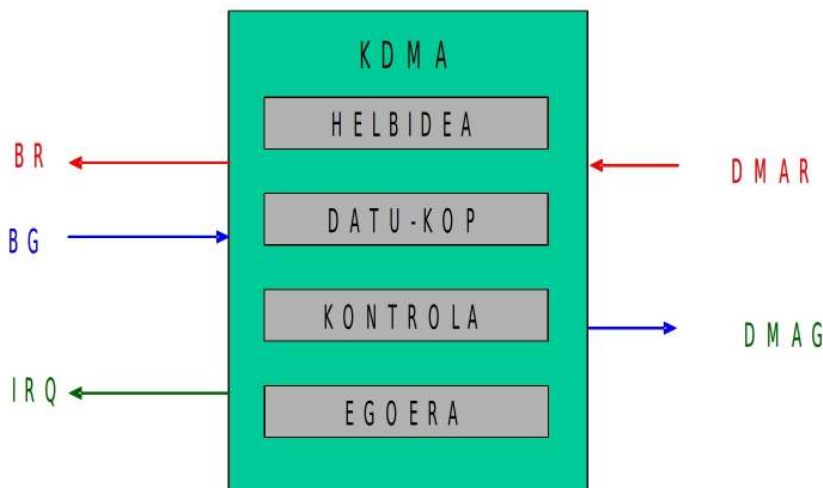 KDMA
HELBIDEA
BR
DMAR
DATU-KOP
BG
KONTROLA
DMAG
IRQ
EGOERA